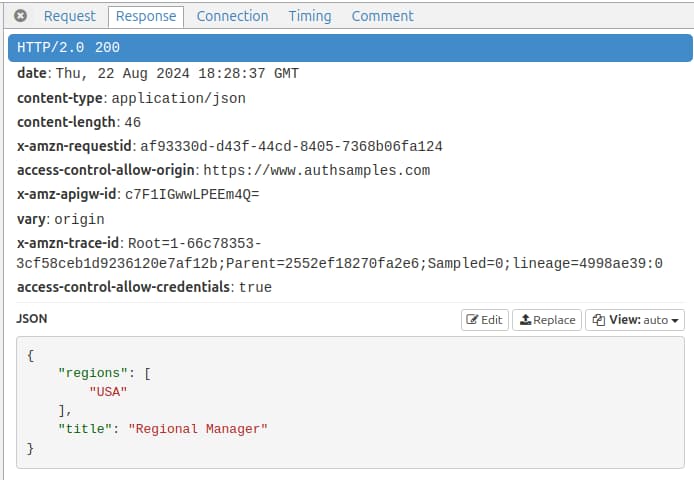 Request Response Connection Timing Comment
HTTP/2.0 200
date: Thu, 22 Aug 2024 18:28:37 GMT
content-type: application/json
content-length: 46
x-amzn-requestid: af93330d-d43f-44cd-8405-7368b06fa124
access-control-allow-origin: https://www.authsamples.com
x-amz-apigw-id: c7F1IGwwLPEEm4Q=
vary: origin
x-amzn-trace-id: Root=1-66c78353-
3cf58ceb1d9236120e7af12b;Parent=2552ef18270fa2e6;Sampled=0;lineage=4998ae39:0
access-control-allow-credentials: true
JSON Edit Replace View: auto
{
    "regions": [
        "USA"
    ],
    "title": "Regional Manager"
}